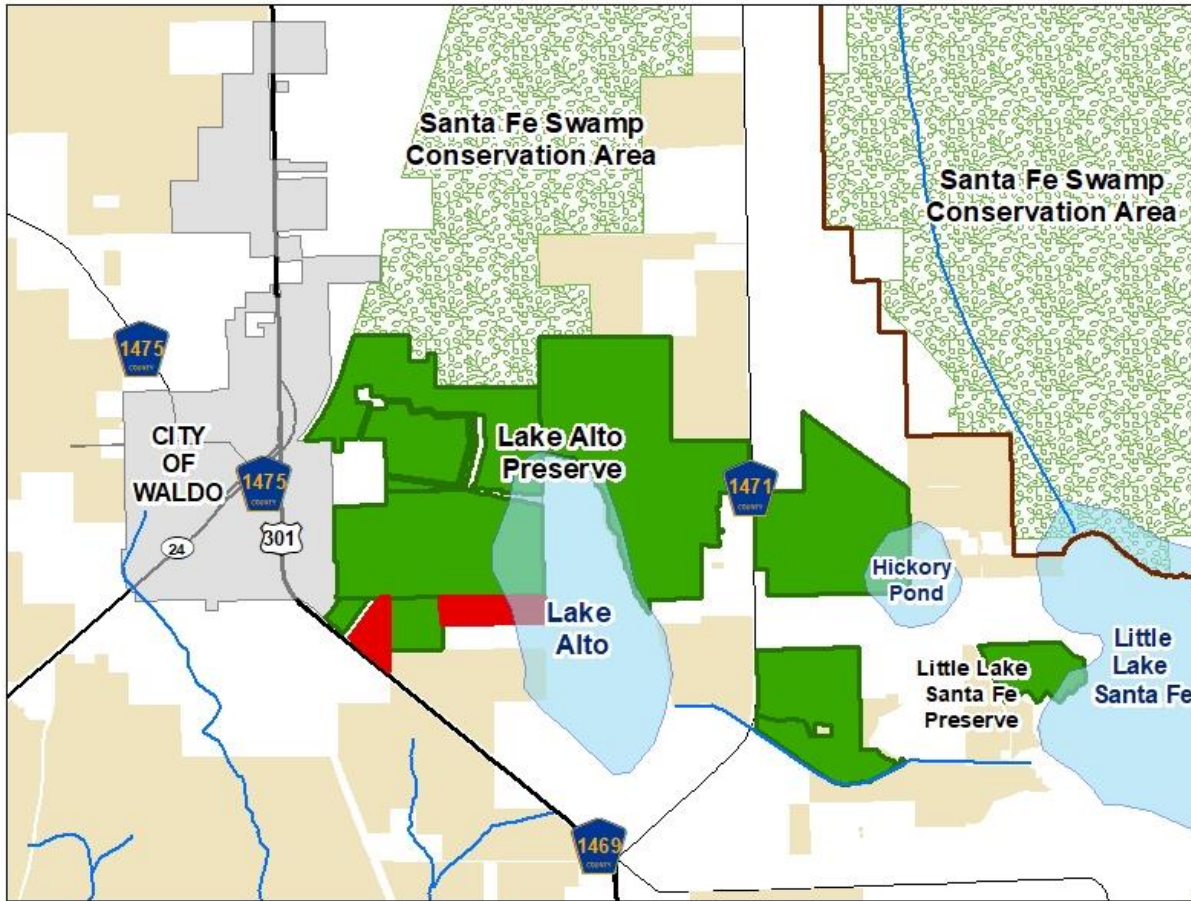 Santa Fe Swamp
Conservation Area
Santa Fe Swamp
Conservation Area
1475
COUNTY
CITY
OF
WALDO
Lake Alto
Preserve
1475
COUNTY
1471
COUNTY
24
301
Hickory
Pond
Lake
Alto
Little Lake
Santa Fe
Preserve
Little
Lake
Santa Fe
1469
COUNTY